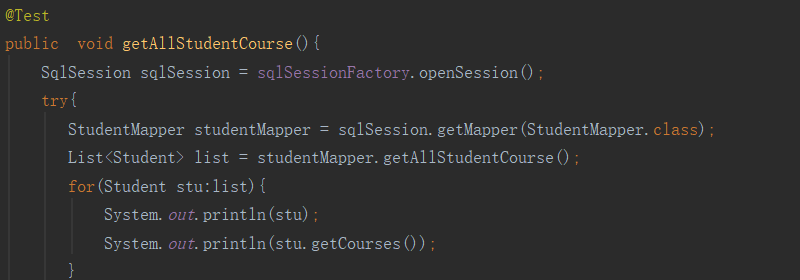 @Test
public  void getAllStudentCourse(){
    SqlSession sqlSession = sqlSessionFactory.openSession();
    try{
        StudentMapper studentMapper = sqlSession.getMapper(StudentMapper.class);
        List<Student> list = studentMapper.getAllStudentCourse();
        for(Student stu:list){
            System.out.println(stu);
            System.out.println(stu.getCourses());
        }